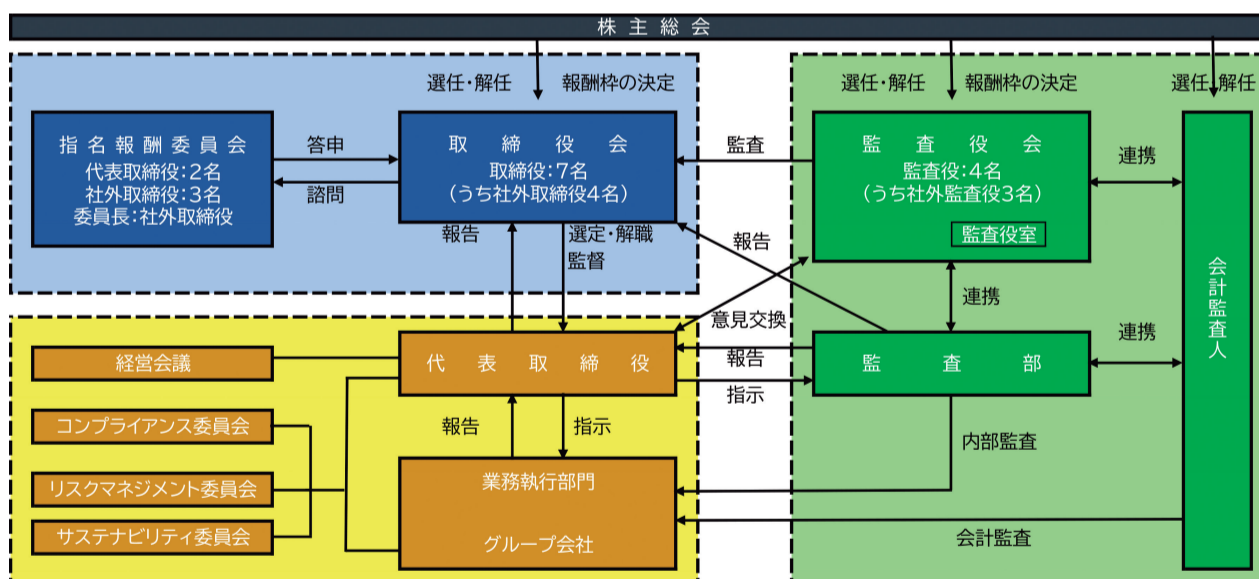 株主総会
選任・解任
報酬枠の決定
選任・解任
報酬枠の決定
選任・解任
指名報酬委員会
代表取締役:2名
社外取締役:3名
委員長:社外取締役
答申
諮問
取締役会
取締役:7名
(うち社外取締役4名)
監査
監査役会
監査役:4名
(うち社外監査役3名)
監査役室
連携
会計監査人
報告
選定・解職
監督
報告
意見交換
連携
経営会議
代表取締役
報告
指示
監査部
連携
コンプライアンス委員会
リスクマネジメント委員会
サステナビリティ委員会
報告
指示
内部監査
業務執行部門
グループ会社
会計監査